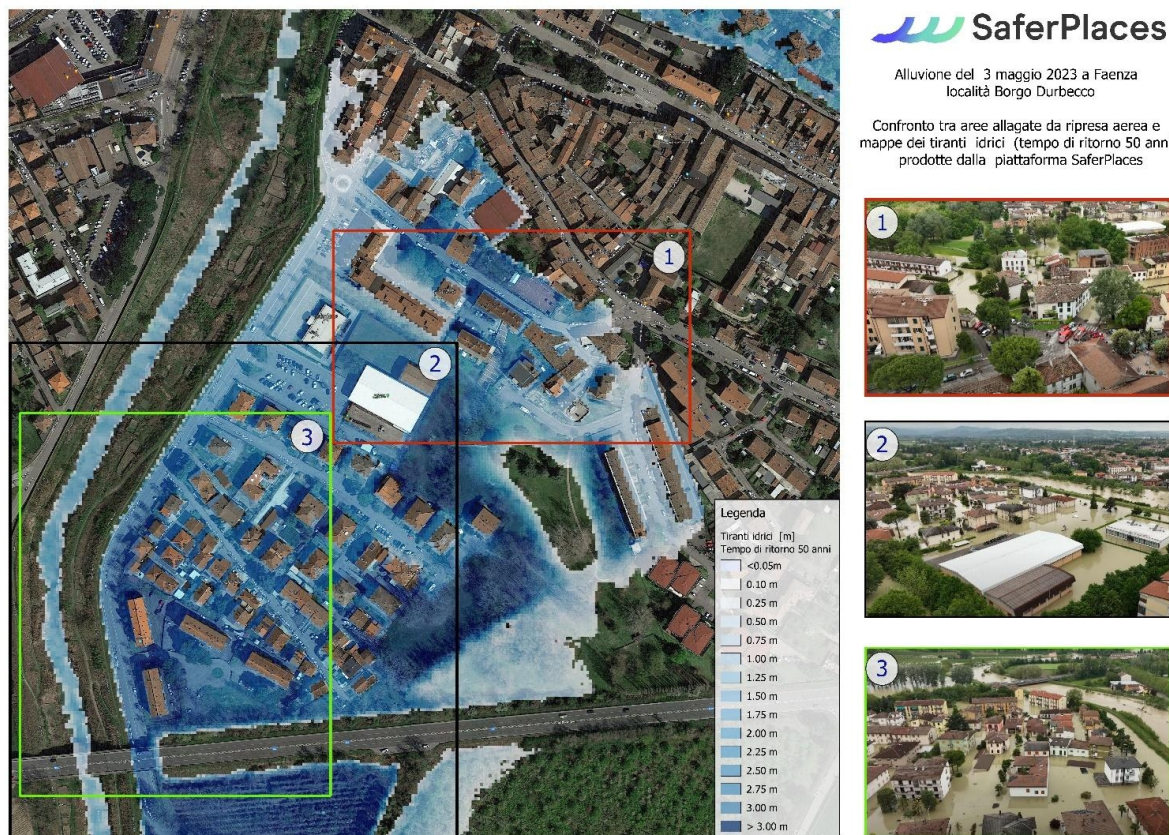 SaferPlaces
Alluvione del 3 maggio 2023 a Faenza
località Borgo Durbecco
Confronto tra aree allagate da ripresa aerea e
mappe dei tiranti idrici (tempo di ritorno 50 ann
prodotte dalla piattaforma SaferPlaces
1
2
3
1
2
3
Legenda
Tiranti idrici [m]
Tempo di ritorno 50 anni
<0.05m
0.10 m
0.25 m
0.50 m
0.75 m
1.00 m
1.25 m
1.50 m
1.75 m
2.00 m
2.25 m
2.50 m
2.75 m
3.00 m
> 3.00 m